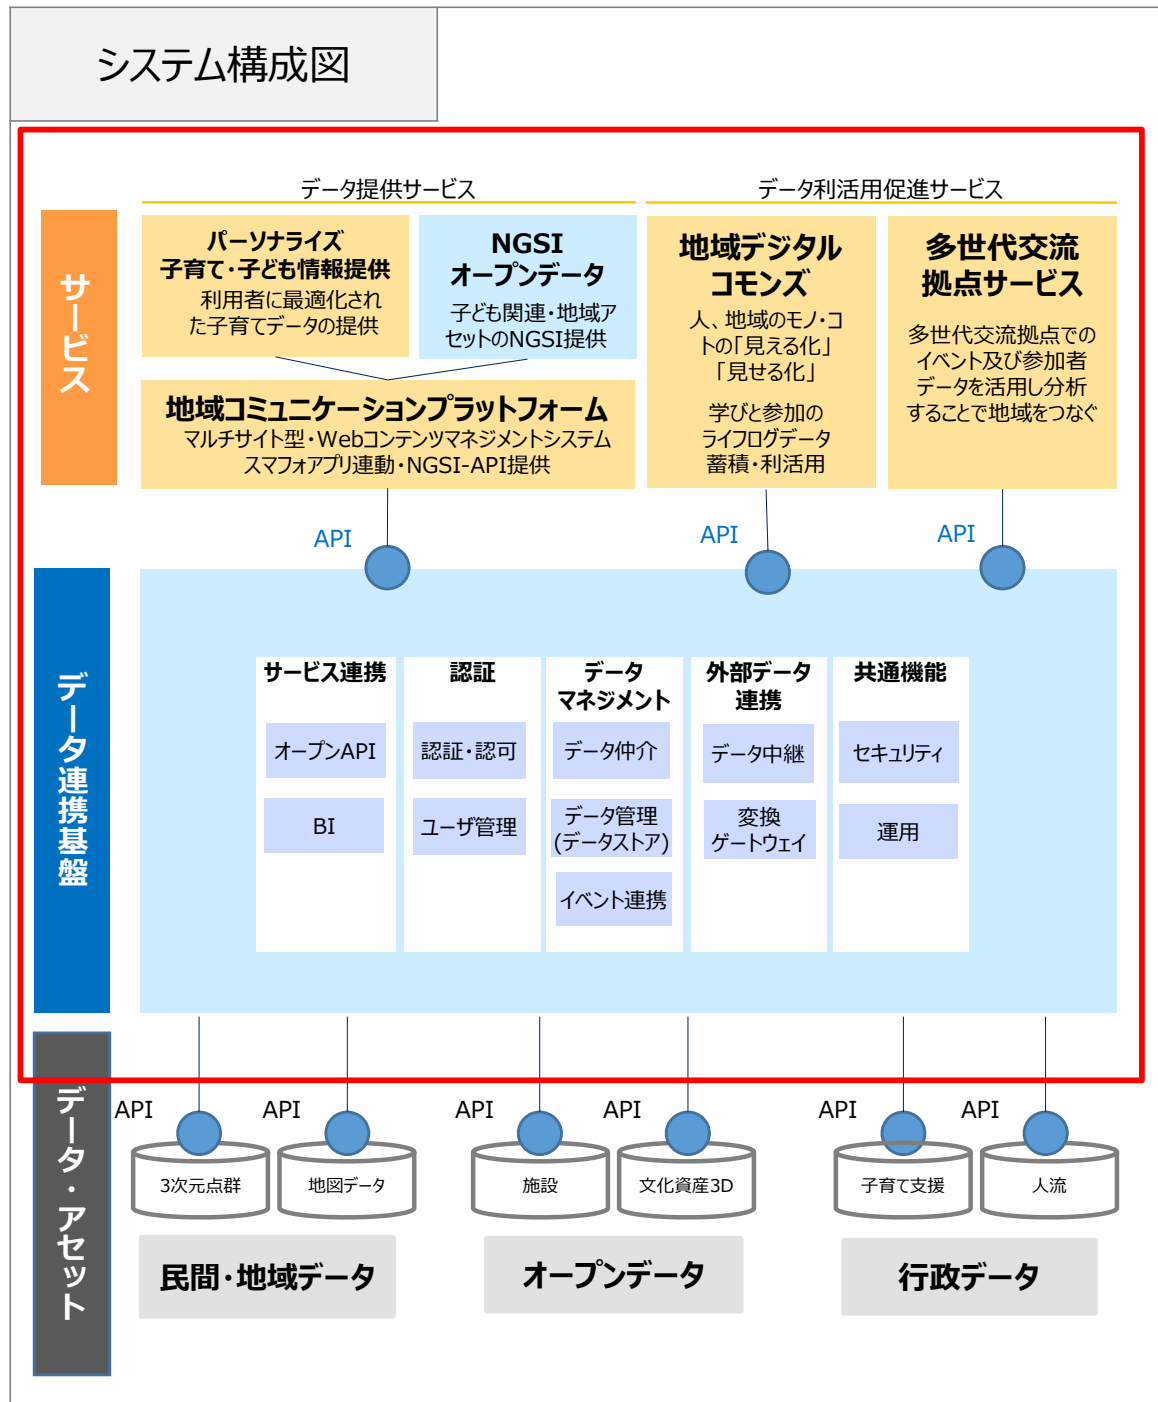 システム構成図
データ提供サービス
データ利活用促進サービス
サービス
パーソナライズ
子育て・子ども情報提供
利用者に最適化され
た子育てデータの提供
NGSI
オープンデータ
子ども関連・地域ア
セットのNGSI提供
地域コミュニケーションプラットフォーム
マルチサイト型・Webコンテンツマネジメントシステム
スマフォアプリ連動・NGSI-API提供
地域デジタル
コモンズ
人、地域のモノ・コ
トの「見える化」
「見せる化」
学びと参加の
ライフログデータ
蓄積・利活用
多世代交流
拠点サービス
多世代交流拠点での
イベント及び参加者
データを活用し分析
することで地域をつなぐ
API
API
API
データ連携基盤
サービス連携
オープンAPI
BI
認証
認証・認可
ユーザ管理
データ
マネジメント
データ仲介
データ管理
(データストア)
イベント連携
外部データ
連携
データ中継
変換
ゲートウェイ
共通機能
セキュリティ
運用
データ・アセット
API
API
API
API
API
API
3次元点群
地図データ
施設
文化資産3D
子育て支援
人流
民間・地域データ
オープンデータ
行政データ